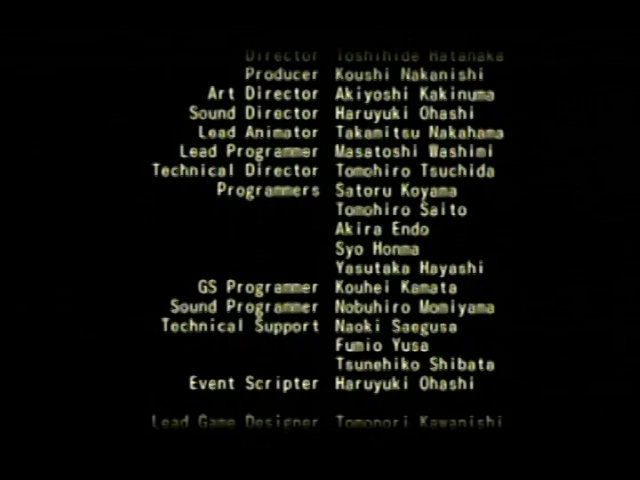 Director Toshihide Hatanaka
Producer Koushi Nakanishi
Art Director Akiyoshi Kakinuma
Sound Director Haruyuki Ohashi
Lead Animator Takamitsu Nakahama
Lead Programmer Masatoshi Washimi
Technical Director Tomohiro Tsuchida
Programmers Satoru Koyama
Tomohiro Saito
Akira Endo
Syo Honma
Yasutaka Hayashi
GS Programmer Kouhei Kamata
Sound Programmer Nobuhiro Momiyama
Technical Support Naoki Saegusa
Fumio Yusa
Tsunehiko Shibata
Event Scripter Haruyuki Ohashi
Lead Game Designer Tomonori Kawanishi